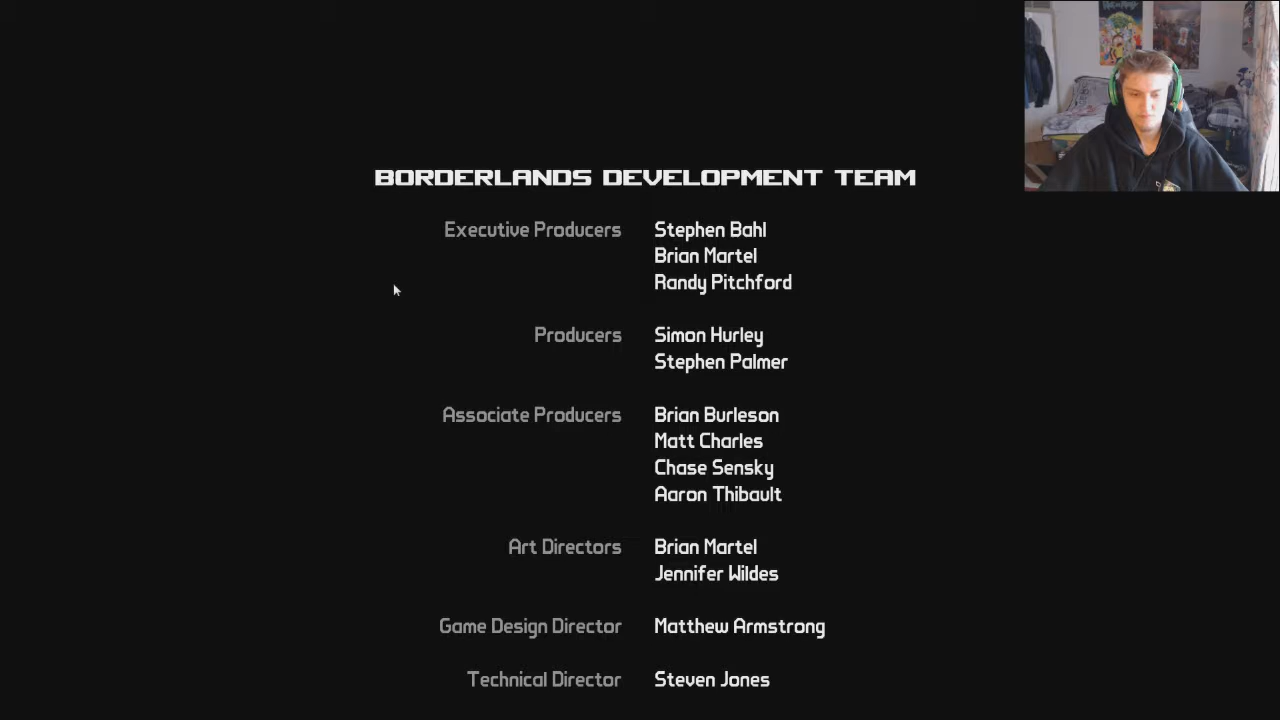 BORDERLANDS DEVELOPMENT TEAM
Executive Producers Stephen Bahl
Brian Martel
Randy Pitchford
Producers Simon Hurley
Stephen Palmer
Associate Producers Brian Burleson
Matt Charles
Chase Sensky
Aaron Thibault
Art Directors Brian Martel
Jennifer Wildes
Game Design Director Matthew Armstrong
Technical Director Steven Jones